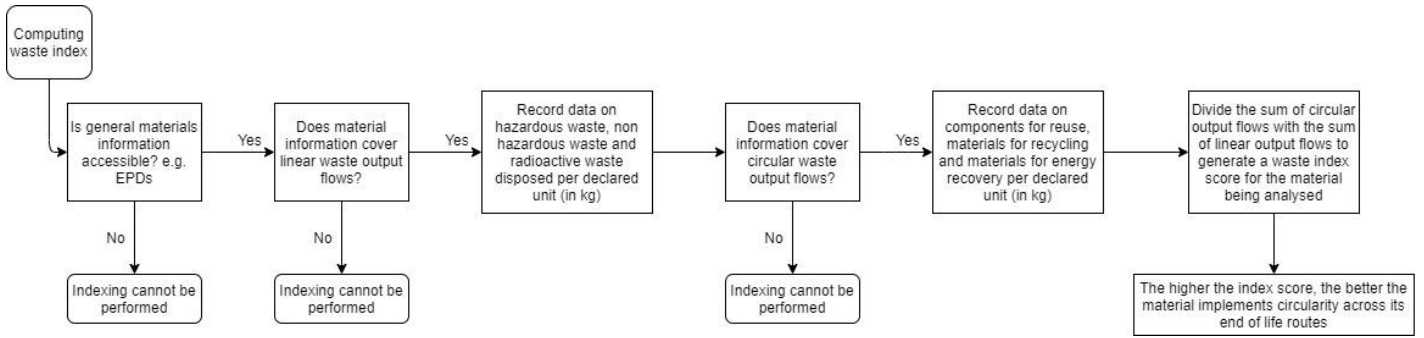 Computing
waste index
Is general materials
information
accessible? e.g.
EPDs
Yes
Does material
information cover
linear waste output
flows?
Yes
Record data on
hazardous waste, non
hazardous waste and
radioactive waste
disposed per declared
unit (in kg)
Does material
information cover
circular waste
output flows?
Yes
Record data on
components for reuse,
materials for recycling
and materials for energy
recovery per declared
unit (in kg)
Divide the sum of circular
output flows with the sum
of linear output flows to
generate a waste index
score for the material
being analysed
No
No
No
Indexing cannot be
performed
Indexing cannot be
performed
Indexing cannot be
performed
The higher the index score, the better the
material implements circularity across its
end of life routes